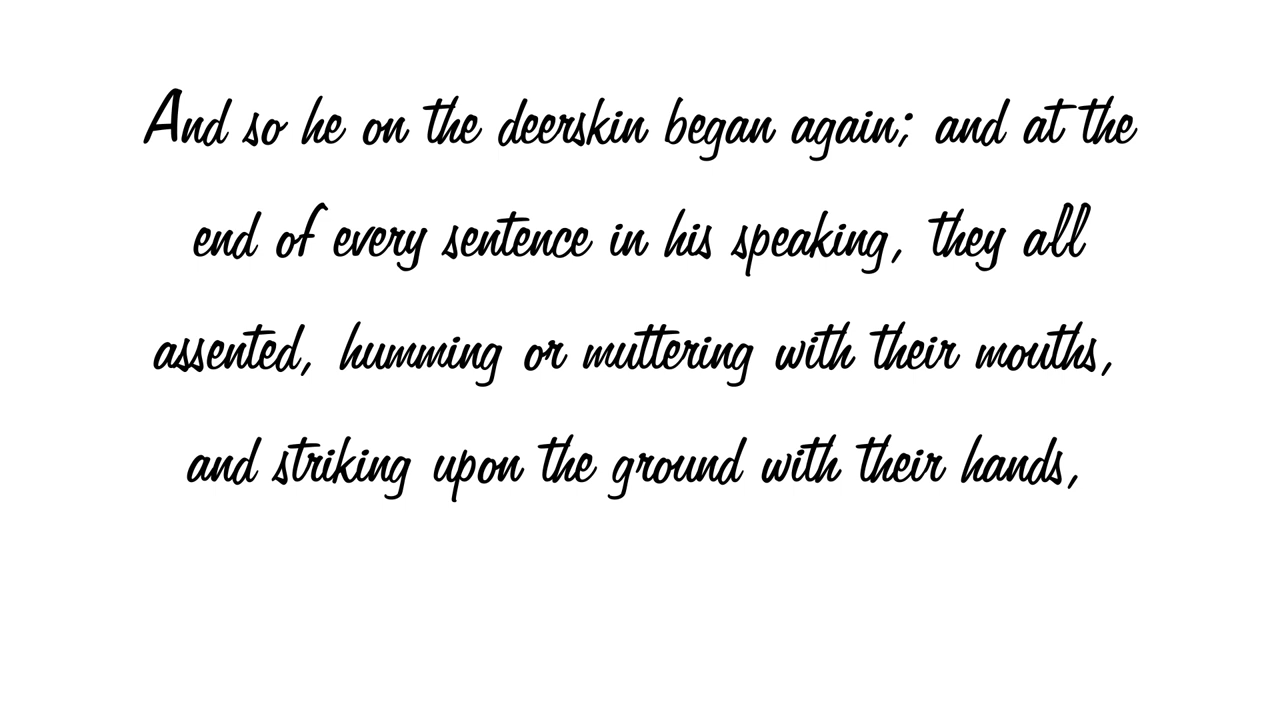 And so he on the deerskin began again; and at the
end of every sentence in his speaking, they all
assented, humming or muttering with their mouths,
and striking upon the ground with their hands,